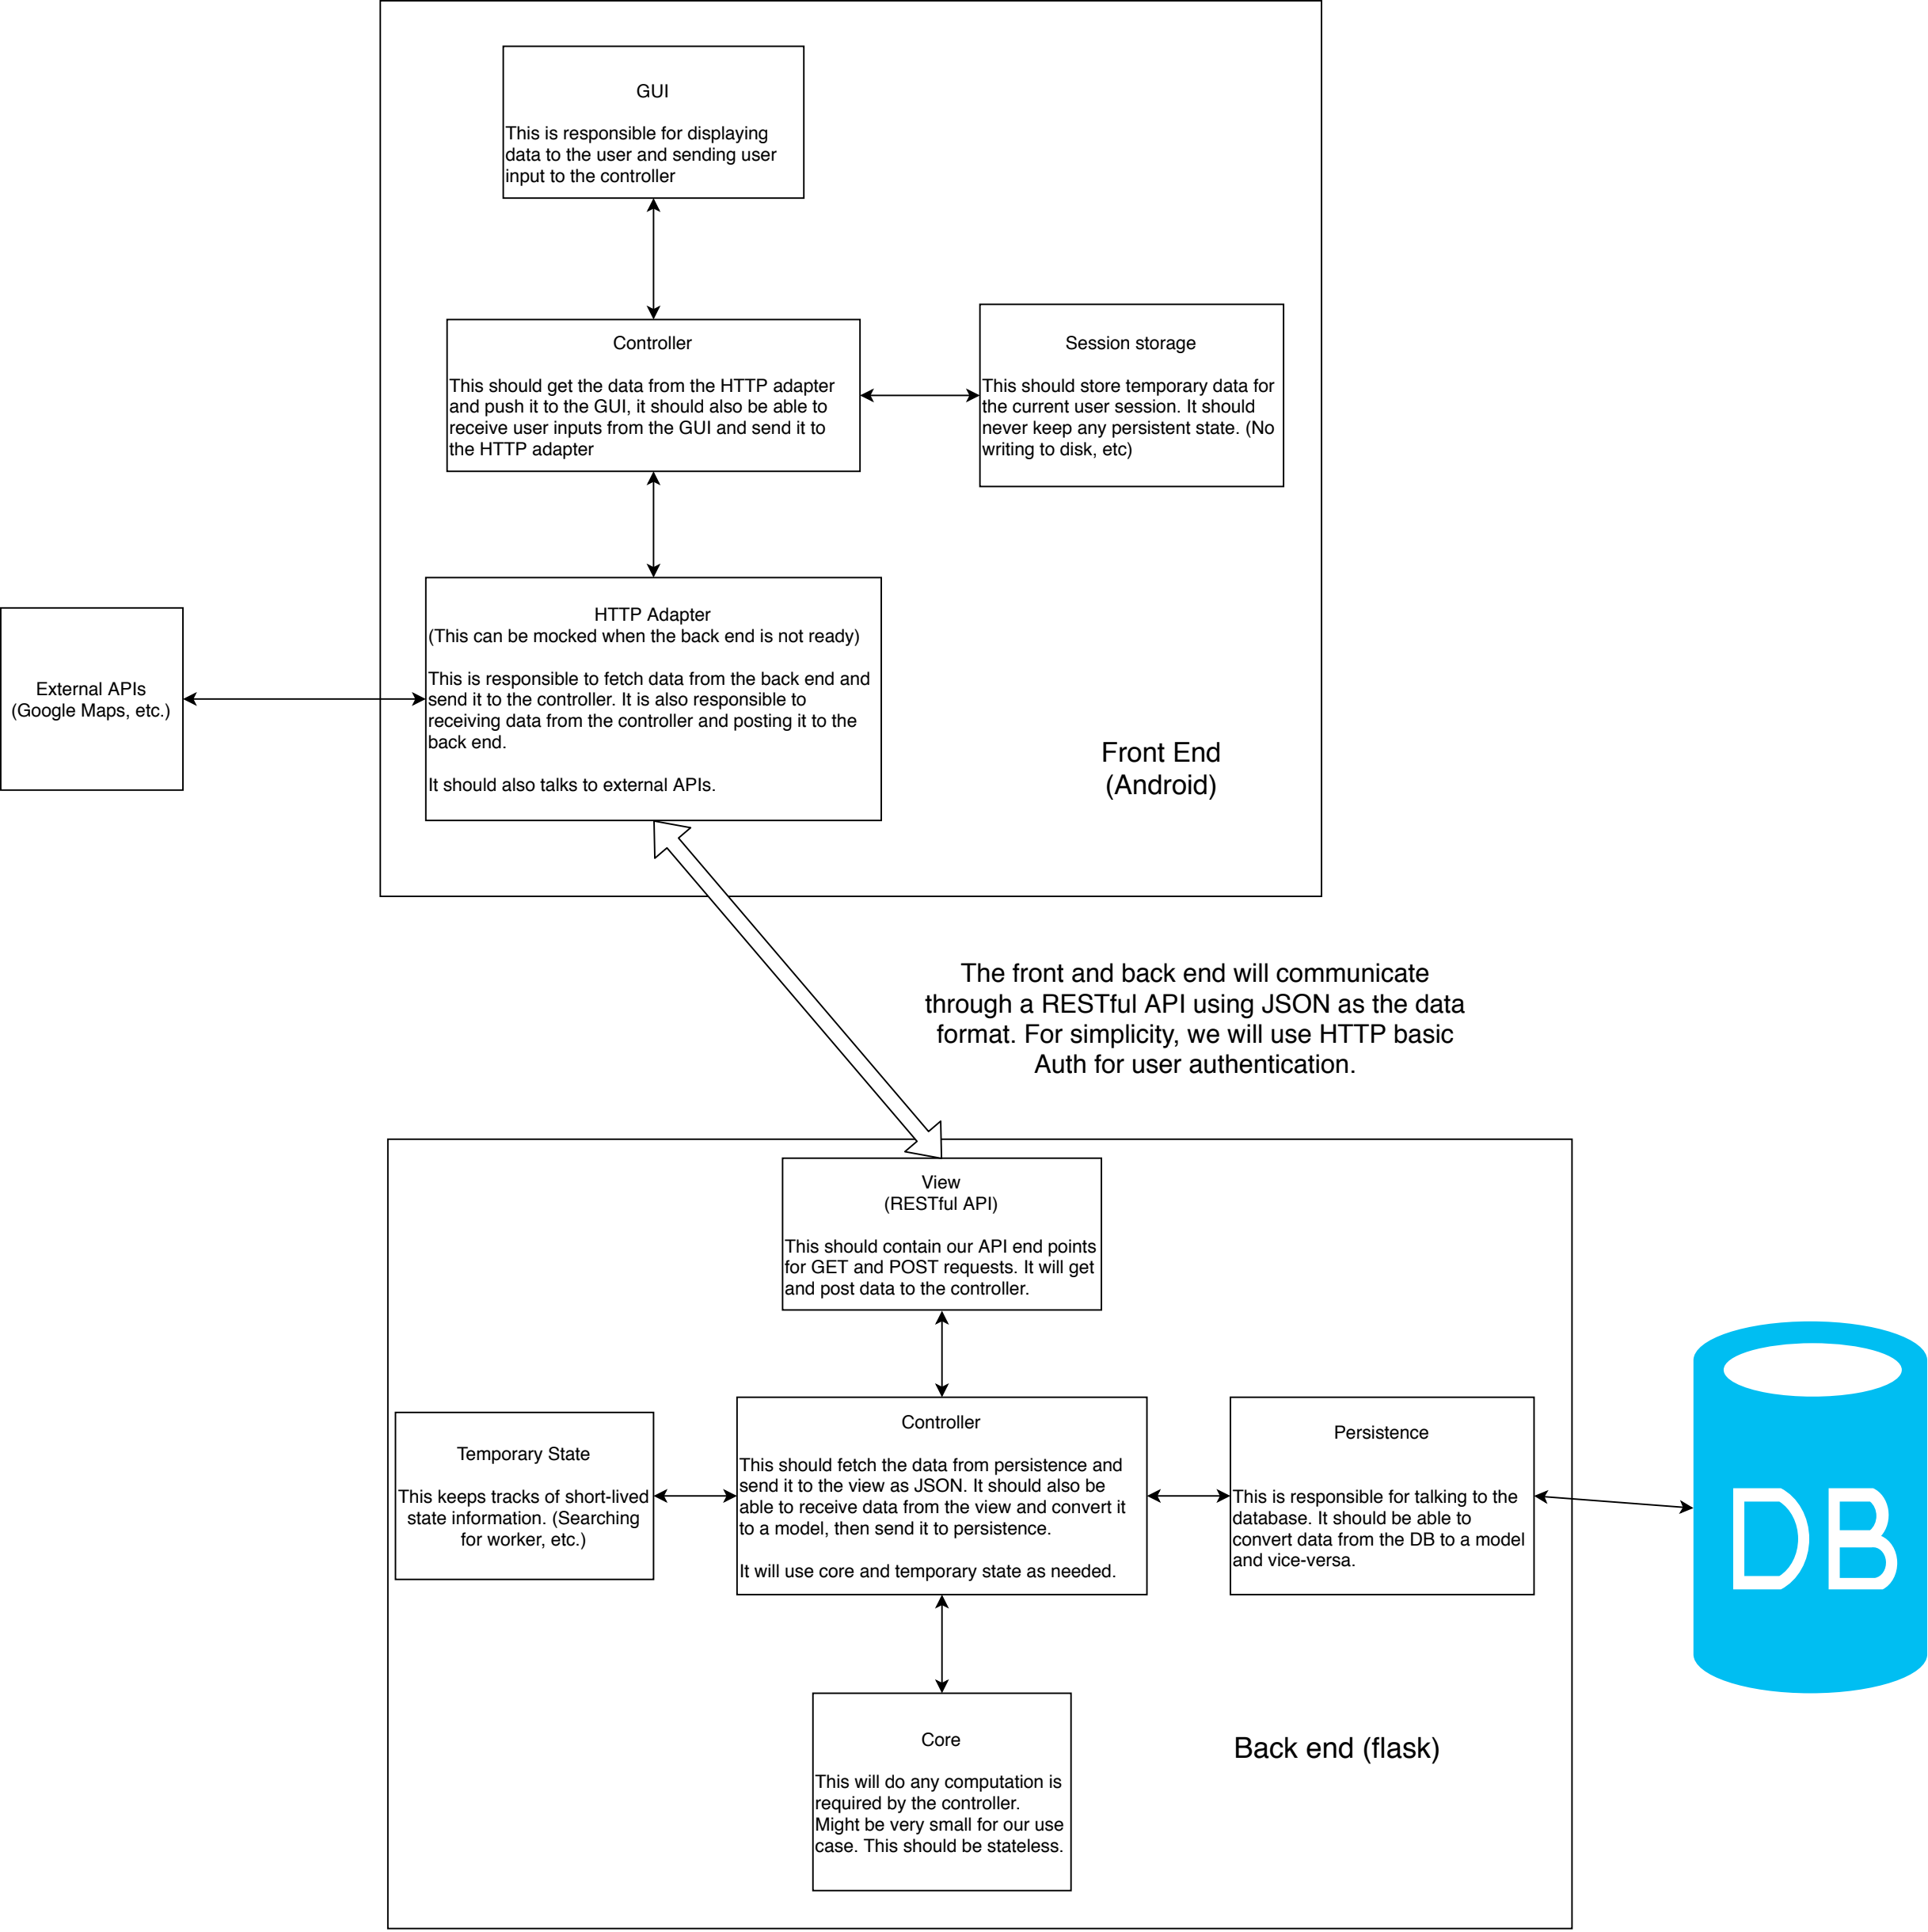 GUI
This is responsible for displaying
data to the user and sending user
input to the controller
Controller
This should get the data from the HTTP adapter
and push it to the GUI, it should also be able to
receive user inputs from the GUI and send it to
the HTTP adapter
Session storage
This should store temporary data for
the current user session. It should
never keep any persistent state. (No
writing to disk, etc)
HTTP Adapter
(This can be mocked when the back end is not ready)
This is responsible to fetch data from the back end and
send it to the controller. It is also responsible to
receiving data from the controller and posting it to the
back end.
It should also talks to external APIs.
External APIs
(Google Maps, etc.)
Front End
(Android)
The front and back end will communicate
through a RESTful API using JSON as the data
format. For simplicity, we will use HTTP basic
Auth for user authentication.
View
(RESTful API)
This should contain our API end points
for GET and POST requests. It will get
and post data to the controller.
Temporary State
This keeps tracks of short-lived
state information. (Searching
for worker, etc.)
Controller
This should fetch the data from persistence and
send it to the view as JSON. It should also be
able to receive data from the view and convert it
to a model, then send it to persistence.
It will use core and temporary state as needed.
Persistence
This is responsible for talking to the
database. It should be able to
convert data from the DB to a model
and vice-versa.
DB
Core
This will do any computation is
required by the controller.
Might be very small for our use
case. This should be stateless.
Back end (flask)